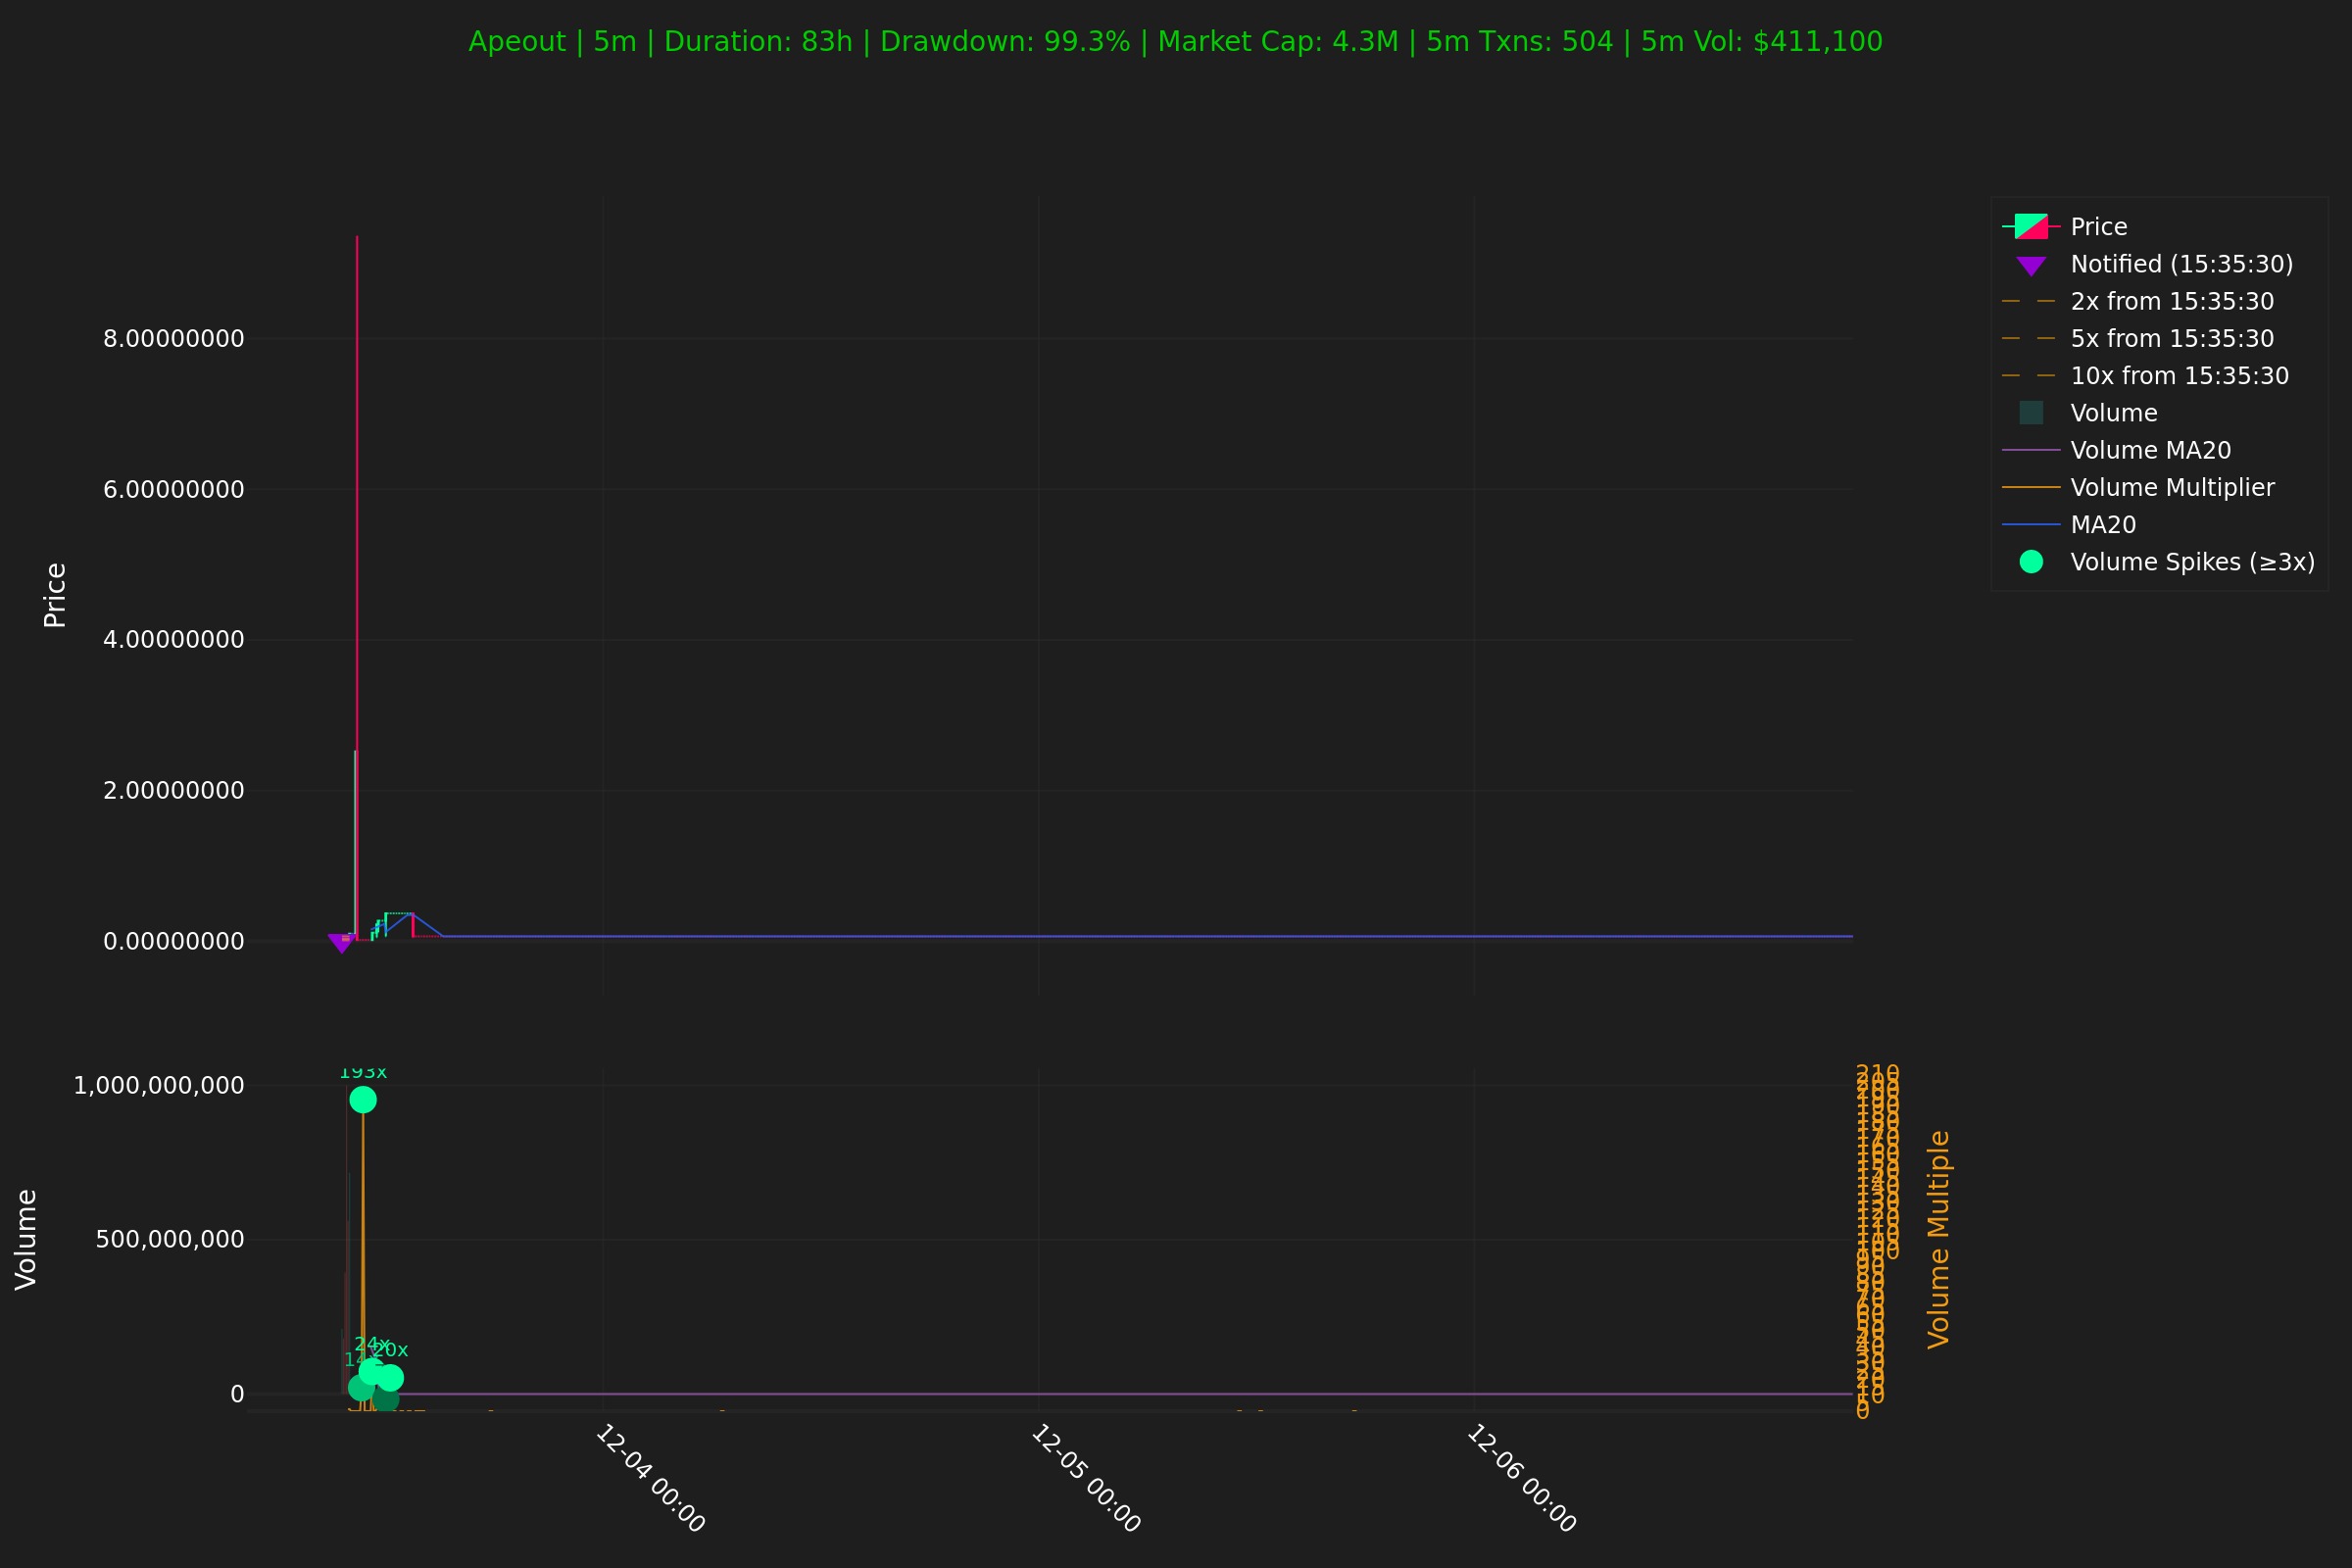 Apeout | 5m | Duration: 83h | Drawdown: 99.3% | Market Cap: 4.3M | 5m Txns: 504 | 5m Vol: $411,100
Price
8.00000000
6.00000000
4.00000000
2.00000000
0.00000000
Price
Notified (15:35:30)
2x from 15:35:30
5x from 15:35:30
10x from 15:35:30
Volume
Volume MA20
Volume Multiplier
MA20
Volume Spikes (≥3x)
Volume
1,000,000,000
500,000,000
0
193x
24x
20x
210
100
0
Volume Multiple
12-04 00:00
12-05 00:00
12-06 00:00